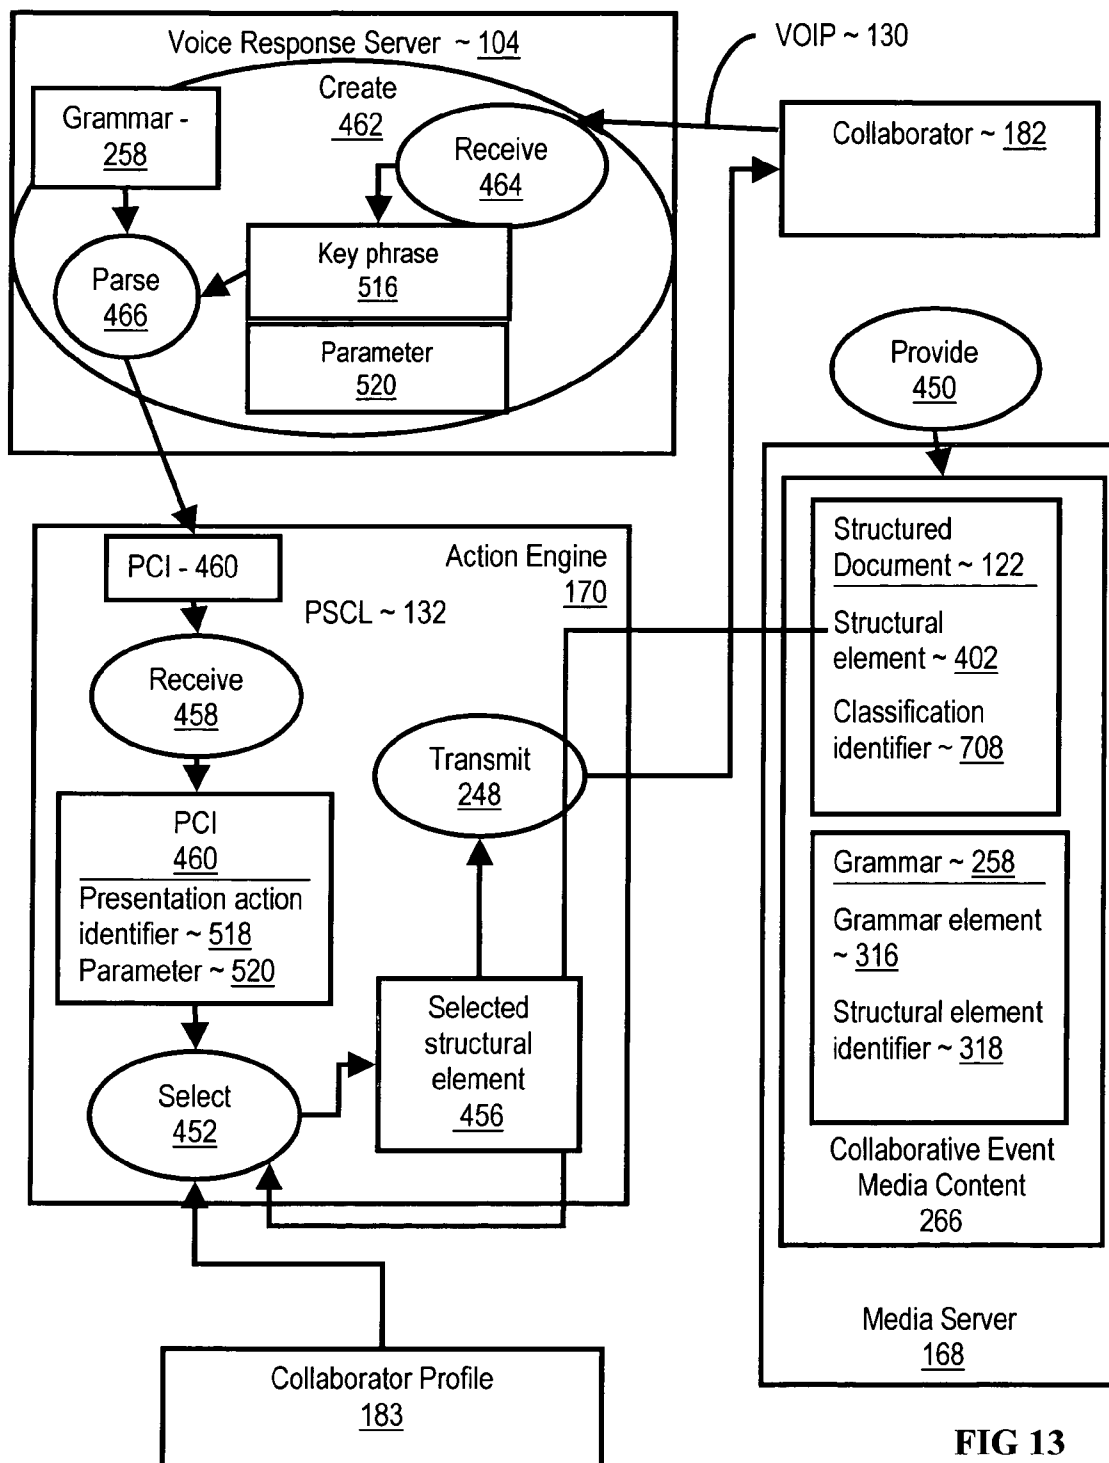 Voice Response Server ~ 104
VOIP ~ 130
Grammar -
258
Create
462
Receive
464
Collaborator ~ 182
Parse
466
Key phrase
516
Parameter
520
Provide
450
PCI - 460
Action Engine
170
PSCL ~ 132
Receive
458
Structured
Document ~ 122
Structural
element ~ 402
Classification
identifier ~ 708
Transmit
248
PCI
460
Presentation action
identifier ~ 518
Parameter ~ 520
Grammar ~ 258
Grammar element
~ 316
Structural element
identifier ~ 318
Select
452
Selected
structural
element
456
Collaborative Event
Media Content
266
Media Server
168
Collaborator Profile
183
FIG 13